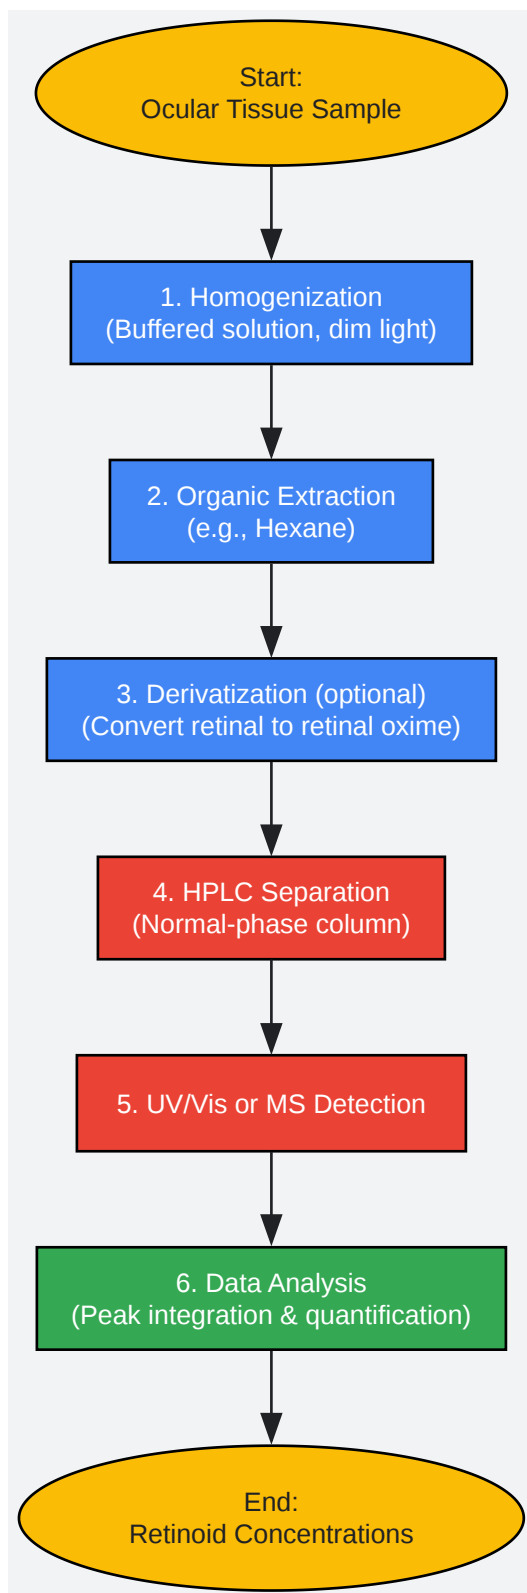 Start:
Ocular Tissue Sample
1. Homogenization
(Buffered solution, dim light)
2. Organic Extraction
(e.g., Hexane)
3. Derivatization (optional)
(Convert retinal to retinal oxime)
4. HPLC Separation
(Normal-phase column)
5. UV/Vis or MS Detection
6. Data Analysis
(Peak integration & quantification)
End:
Retinoid Concentrations